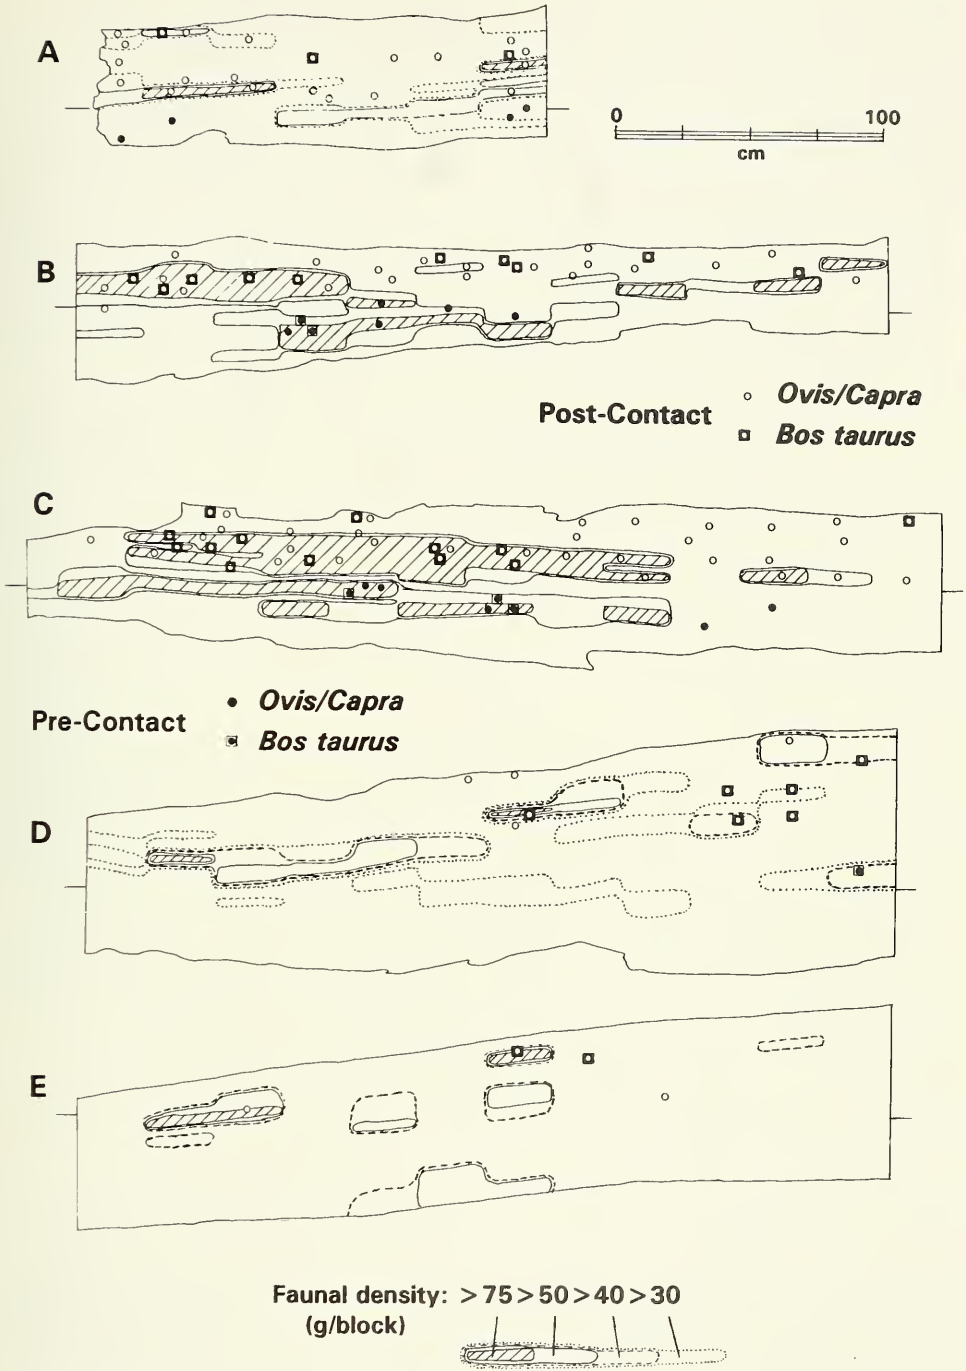 A
0 100
cm
B
Post-Contact
Ovis/Capra
Bos taurus
C
Pre-Contact
Ovis/Capra
Bos taurus
D
E
Faunal density: >75>50>40>30
(g/block)